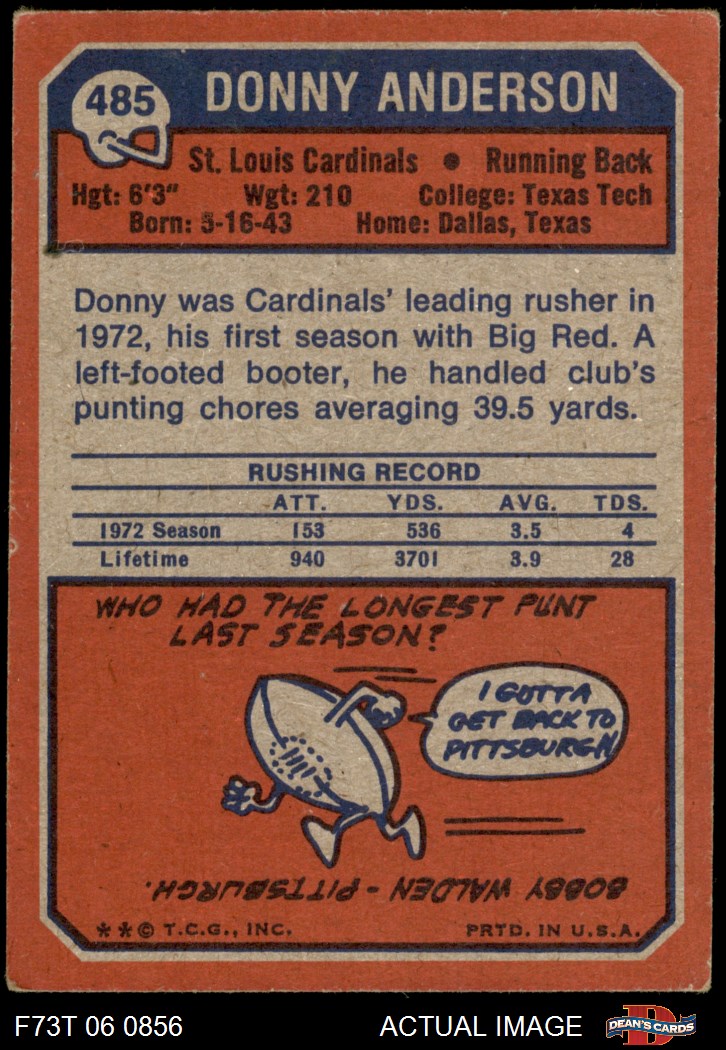 485
DONNY ANDERSON
St. Louis Cardinals • Running Back
Hgt: 6'3" Wgt: 210 College: Texas Tech
Born: 5-16-43 Home: Dallas, Texas
Donny was Cardinals' leading rusher in
1972, his first season with Big Red. A
left-footed booter, he handled club's
punting chores averaging 39.5 yards.
RUSHING RECORD
ATT. YDS. AVG. TDS.
1972 Season 153 536 3.5 4
Lifetime 940 3701 3.9 28
WHO HAD THE LONGEST PUNT
LAST SEASON?
I GOTTA
GET BACK TO
PITTSBURGH
BOBBY WALDEN - PITTSBURGH.
**© T.C.G., INC. PRTD. IN U.S.A.
F73T 06 0856 ACTUAL IMAGE D DEAN'S CARDS